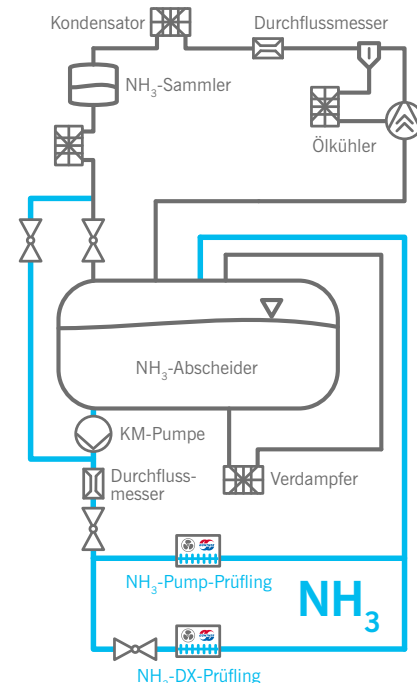 Kondensator
Durchflussmesser
NH₃-Sammler
Ölkühler
NH₃-Abscheider
KM-Pumpe
Durchfluss-
messer
Verdampfer
NH₃-Pump-Prüfling
NH₃
NH₃-DX-Prüfling